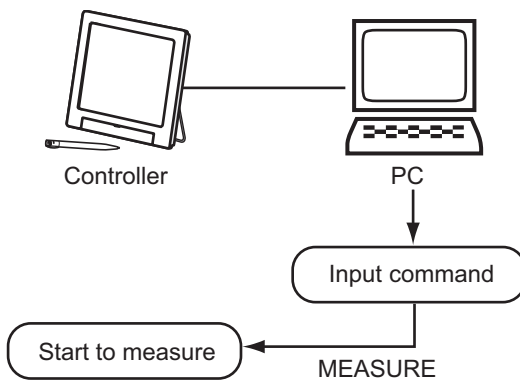 Controller
PC
Input command
Start to measure
MEASURE